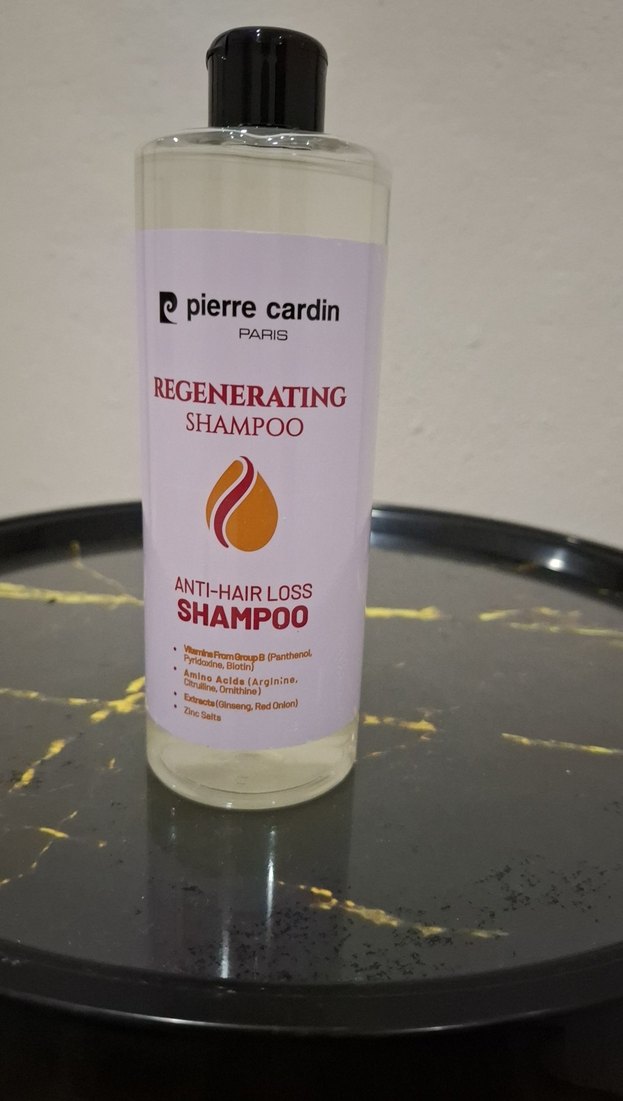 pierre cardin
PARIS
REGENERATING
SHAMPOO
ANTI-HAIR LOSS
SHAMPOO
• Vitamins From Group B (Panthenol,
Pyridoxine, Biotin)
• Amino Acids (Arginine,
Citrulline, Ornithine)
• Extracts (Ginseng, Red Onion)
• Zinc Salts